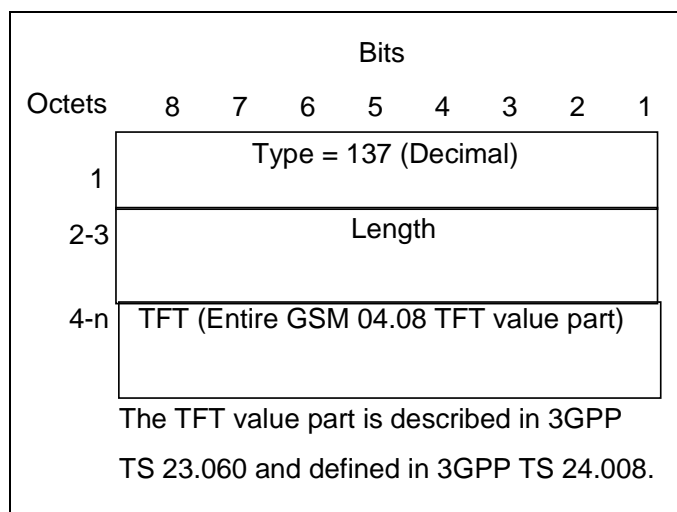 Bits
Octets 8 7 6 5 4 3 2 1
1 Type = 137 (Decimal)
2-3 Length
4-n TFT (Entire GSM 04.08 TFT value part)
The TFT value part is described in 3GPP
TS 23.060 and defined in 3GPP TS 24.008.